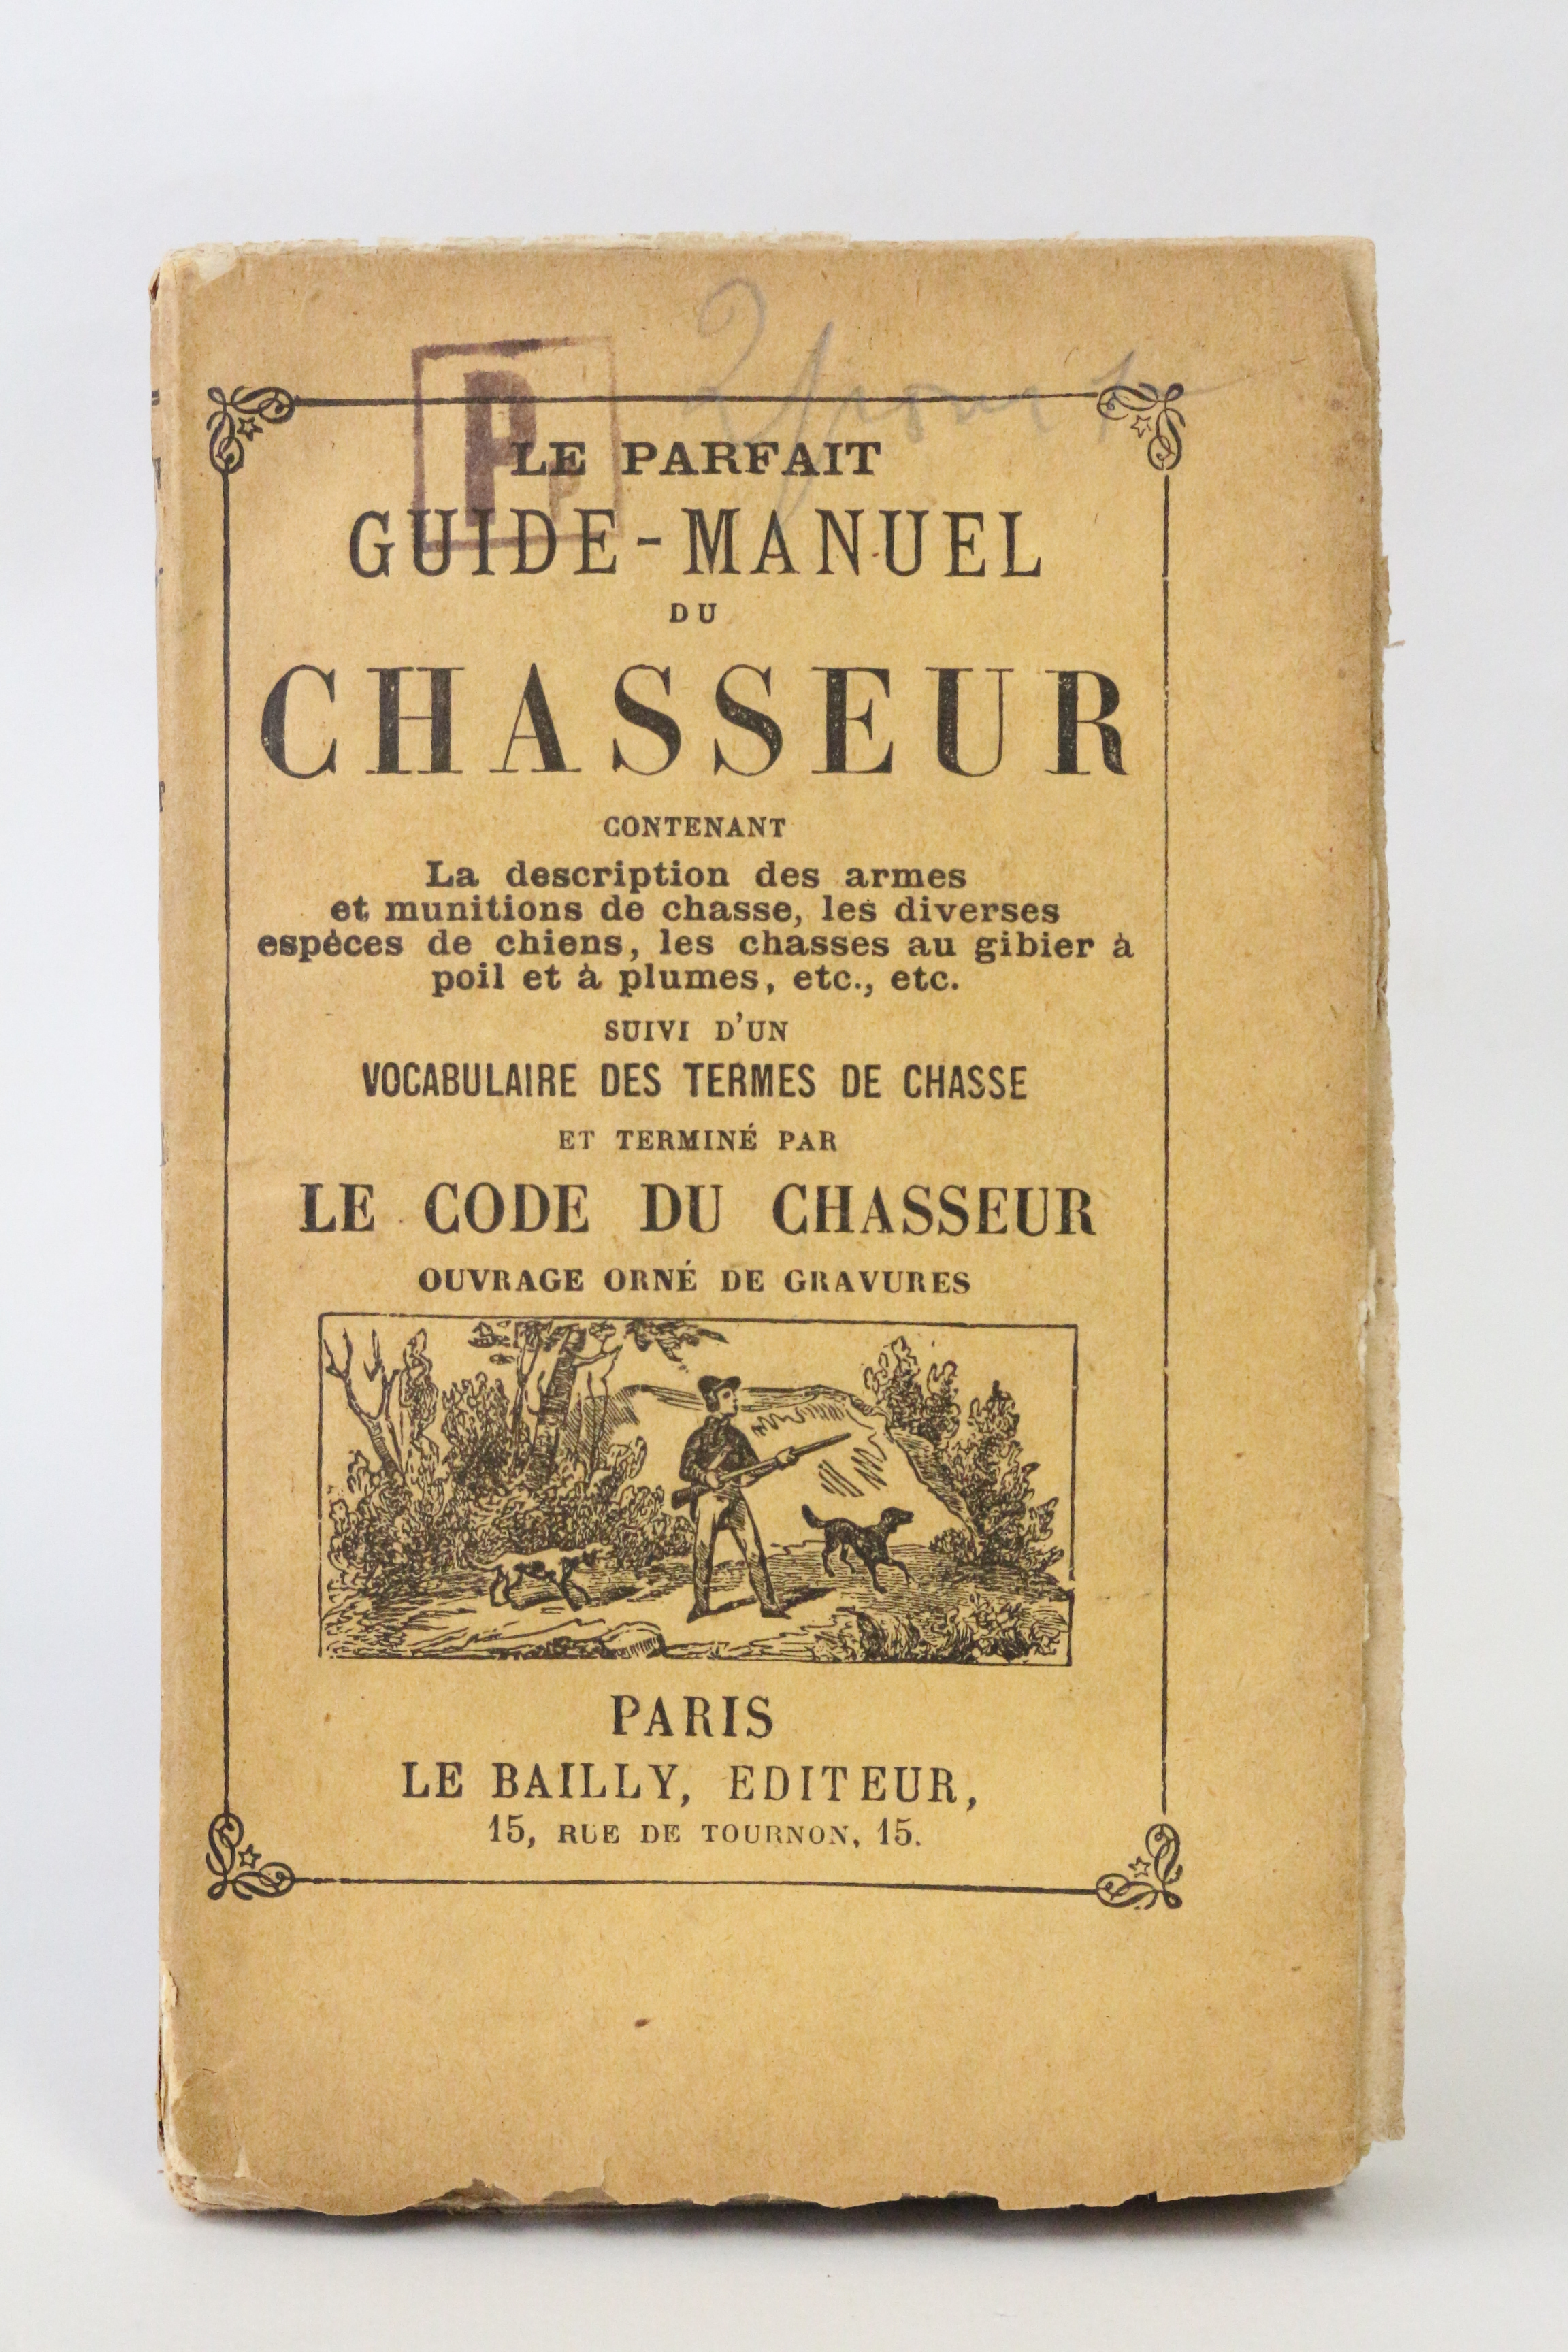 Pp
LE PARFAIT
GUIDE-MANUEL
DU
CHASSEUR
CONTENANT
La description des armes
et munitions de chasse, les diverses
espèces de chiens, les chasses au gibier à
poil et à plumes, etc., etc.
SUIVI D'UN
VOCABULAIRE DES TERMES DE CHASSE
ET TERMINÉ PAR
LE CODE DU CHASSEUR
OUVRAGE ORNÉ DE GRAVURES
PARIS
LE BAILLY, EDITEUR,
15, RUE DE TOURNON, 15.